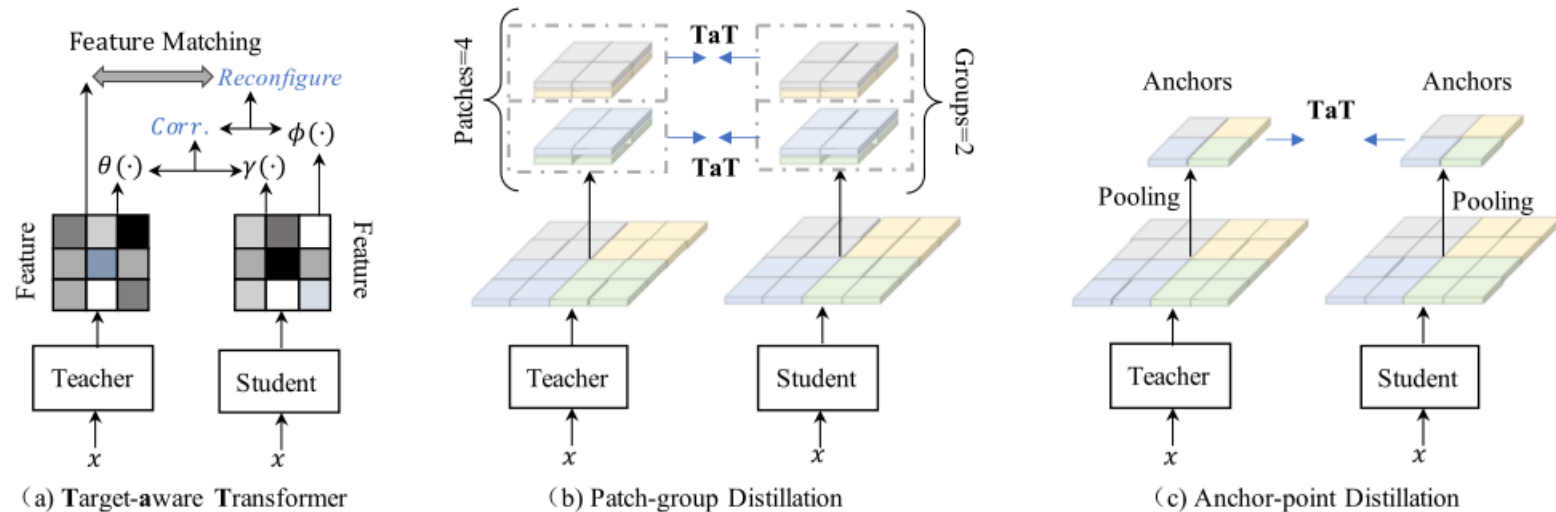 Feature Matching
Reconfigure
Corr.
ϕ(·)
θ(·)
γ(·)
Feature
Feature
Teacher
Student
x
x
(a) Target-aware Transformer
Patches=4
TaT
TaT
Groups=2
Teacher
Student
x
x
(b) Patch-group Distillation
Anchors
Anchors
TaT
Pooling
Pooling
Teacher
Student
x
x
(c) Anchor-point Distillation